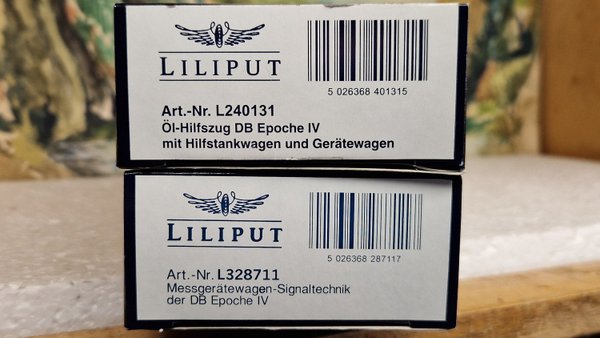 LILIPUT
5 026368 401315
Art.-Nr. L240131
Öl-Hilfszug DB Epoche IV
mit Hilfstankwagen und Gerätewagen
LILIPUT
5 026368 287117
Art.-Nr. L328711
Messgerätewagen-Signaltechnik
der DB Epoche IV